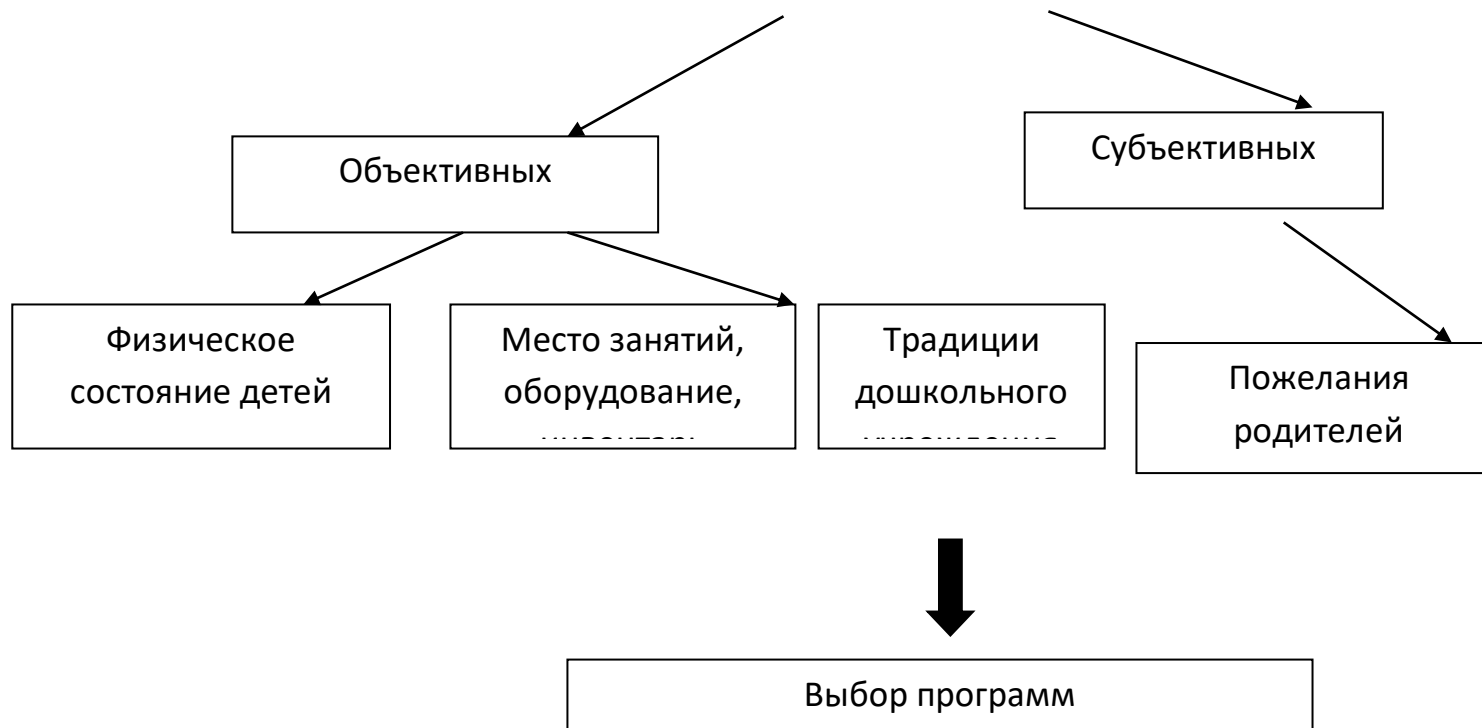 Объективных
Субъективных
Физическое
состояние детей
Место занятий,
оборудование,
Традиции
дошкольного
Пожелания
родителей
Выбор программ